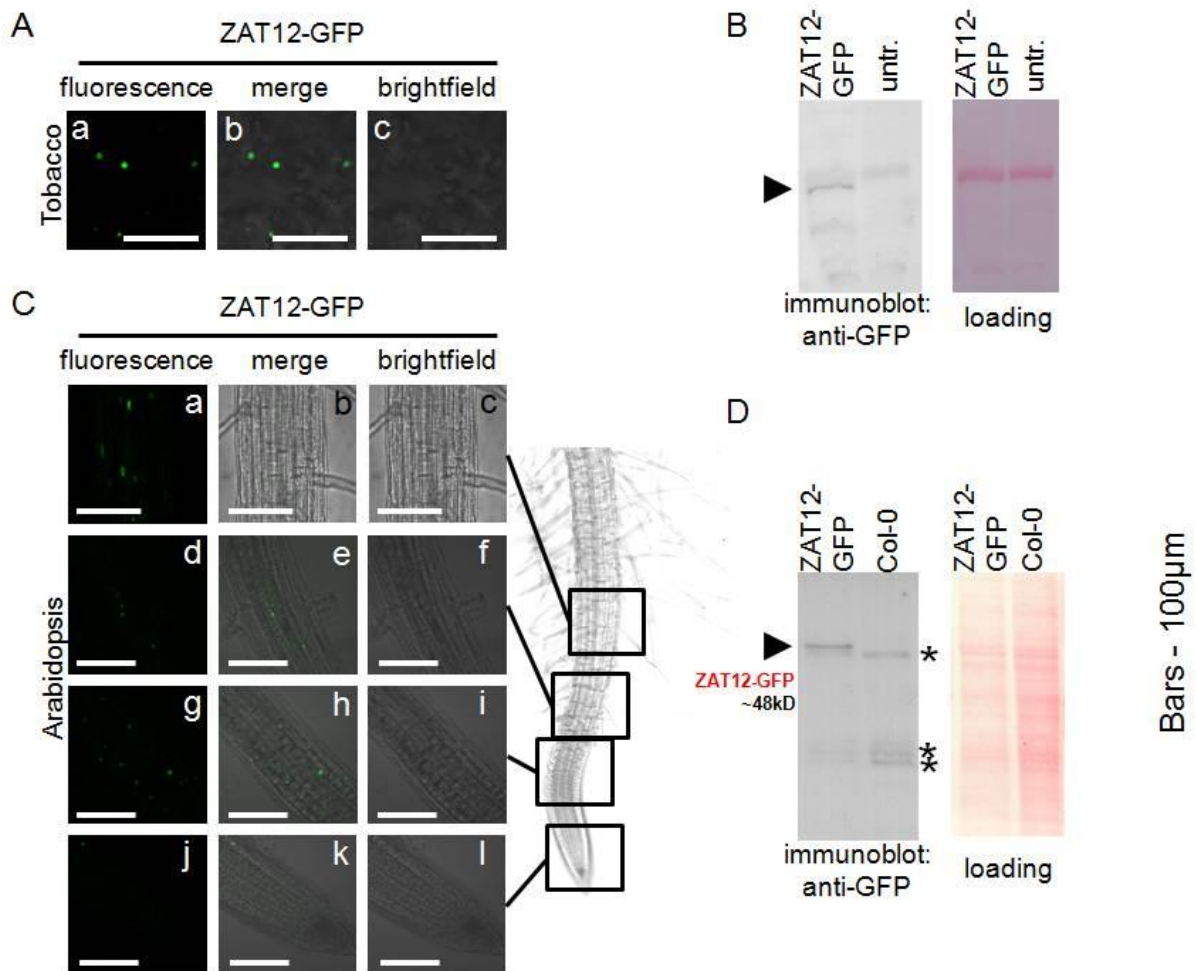 A
ZAT12-GFP
fluorescence merge brightfield
Tobacco
a b c
B
ZAT12-
GFP
untr.
ZAT12-
GFP
untr.
immunoblot:
anti-GFP
loading
C
ZAT12-GFP
fluorescence merge brightfield
Arabidopsis
a b c
d e f
g h i
j k l
D
ZAT12-
GFP
Col-0
ZAT12-
GFP
Col-0
*
ZAT12-GFP
~48kD
*
*
immunoblot:
anti-GFP
loading
Bars - 100µm